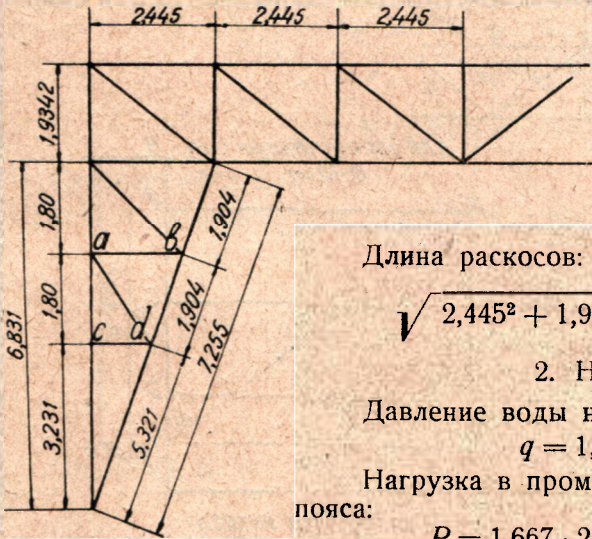 2,445 2,445 2,445
1,9342
1,80
1,904
a b
1,80
1,904
7,255
6,831
c d
3,231
5.321
Длина раскосов:
√2,445² + 1,9
2. Н
Давление воды н
q = 1,
Нагрузка в пром
пояса:
P = 1,667 · 2